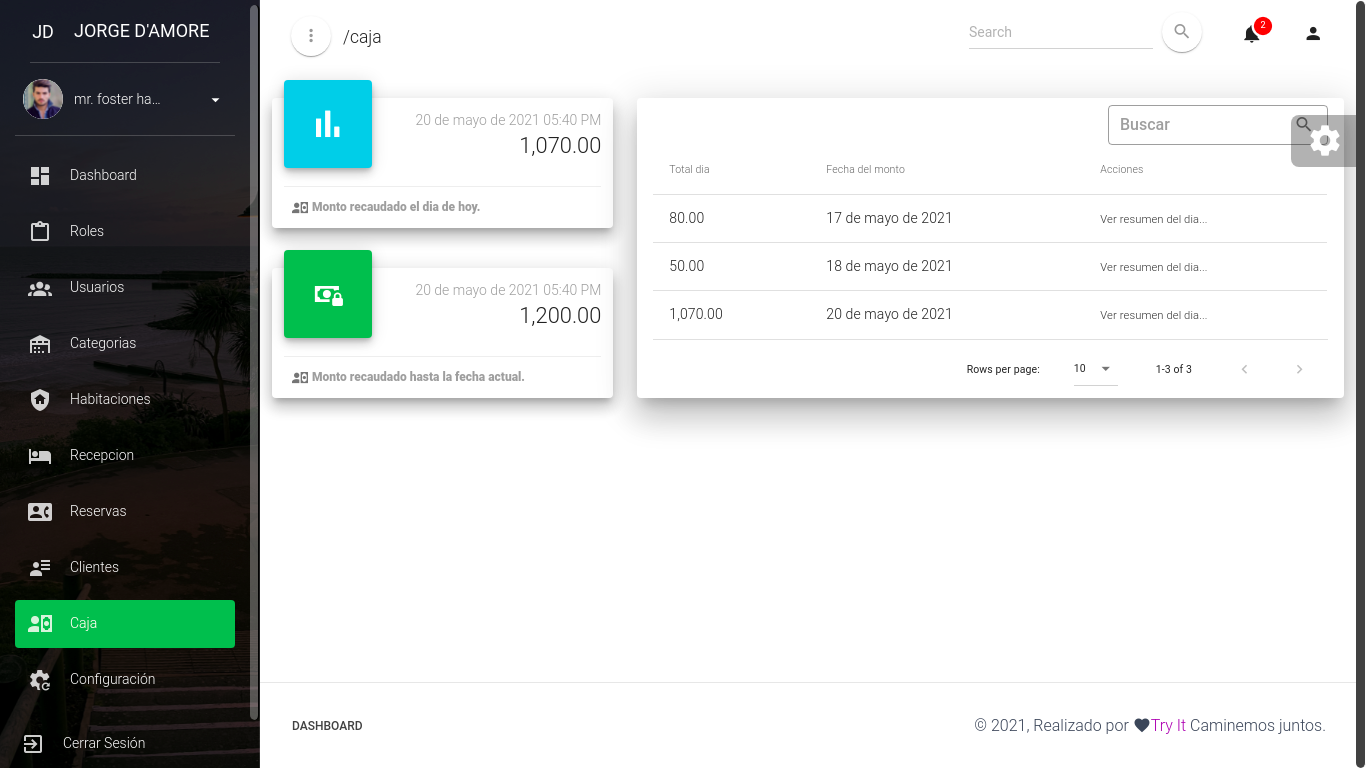 JD JORGE D'AMORE
mr. foster ha...
Dashboard
Roles
Usuarios
Categorias
Habitaciones
Recepcion
Reservas
Clientes
Caja
Configuración
Cerrar Sesión
/caja
Search
2
20 de mayo de 2021 05:40 PM
1,070.00
Monto recaudado el dia de hoy.
20 de mayo de 2021 05:40 PM
1,200.00
Monto recaudado hasta la fecha actual.
Buscar
Total dia Fecha del monto Acciones
80.00 17 de mayo de 2021 Ver resumen del dia...
50.00 18 de mayo de 2021 Ver resumen del dia...
1,070.00 20 de mayo de 2021 Ver resumen del dia...
Rows per page: 10 1-3 of 3
DASHBOARD
© 2021, Realizado por Try It Caminemos juntos.